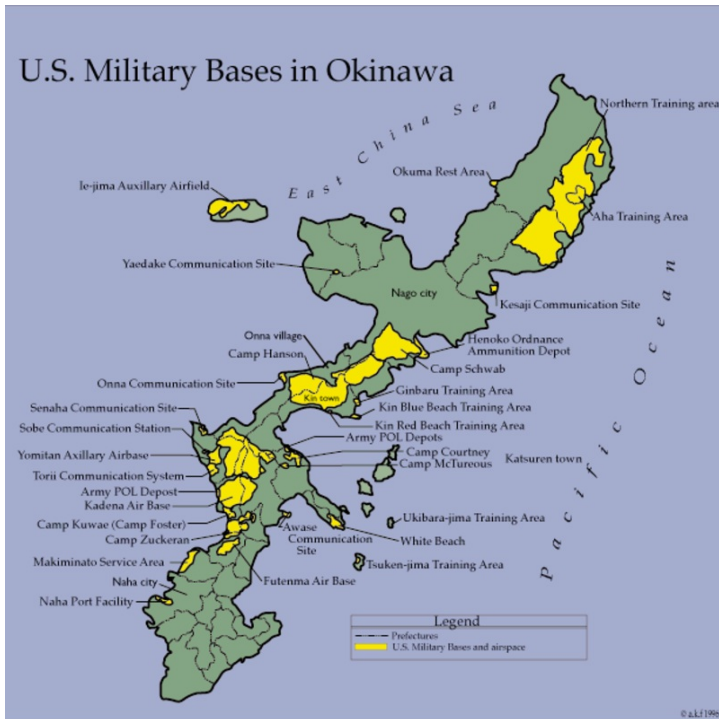 U.S. Military Bases in Okinawa
East China Sea
Northern Training area
Okuma Rest Area
Ie-jima Auxillary Airfield
Aha Training Area
Yaedake Communication Site
Nago city
Kesaji Communication Site
Onna village
Henoko Ordnance
Ammunition Depot
Camp Hanson
Camp Schwab
Onna Communication Site
Ginbaru Training Area
Kin town
Senaha Communication Site
Kin Blue Beach Training Area
Sobe Communication Station
Kin Red Beach Training Area
Army POL Depots
Yomitan Axillary Airbase
Camp Courtney
Katsuren town
Camp McTureous
Torii Communication System
Army POL Depost
Kadena Air Base
Camp Kuwae (Camp Foster)
Awase
Communication
Site
Ukibara-jima Training Area
Camp Zuckeran
White Beach
Makiminato Service Area
Tsuken-jima Training Area
Naha city
Futenma Air Base
Naha Port Facility
Pacific Ocean
Legend
Prefectures
U.S. Military Bases and airspace
© a.k.f 1996